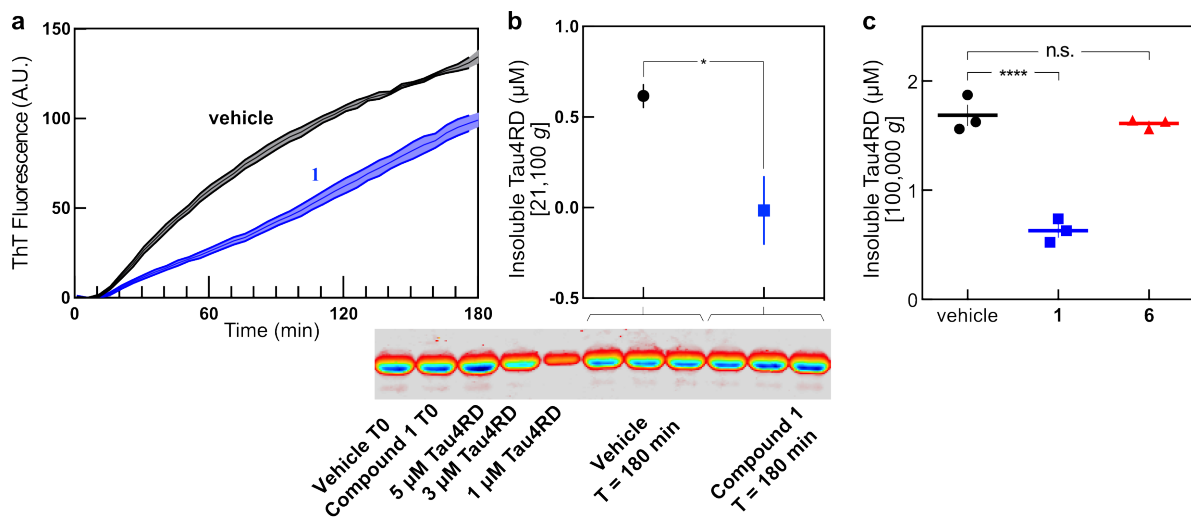 a
150
100
50
0
ThT Fluorescence (A.U.)
vehicle
1
0
60
120
180
Time (min)
b
1.0
0.5
0.0
-0.5
Insoluble Tau4RD (µM)
[21,100 g]
*
Vehicle T0
Compound 1 T0
5 µM Tau4RD
3 µM Tau4RD
1 µM Tau4RD
Vehicle
T = 180 min
Compound 1
T = 180 min
c
2
1
0
Insoluble Tau4RD (µM)
[100,000 g]
n.s.
****
vehicle
1
6